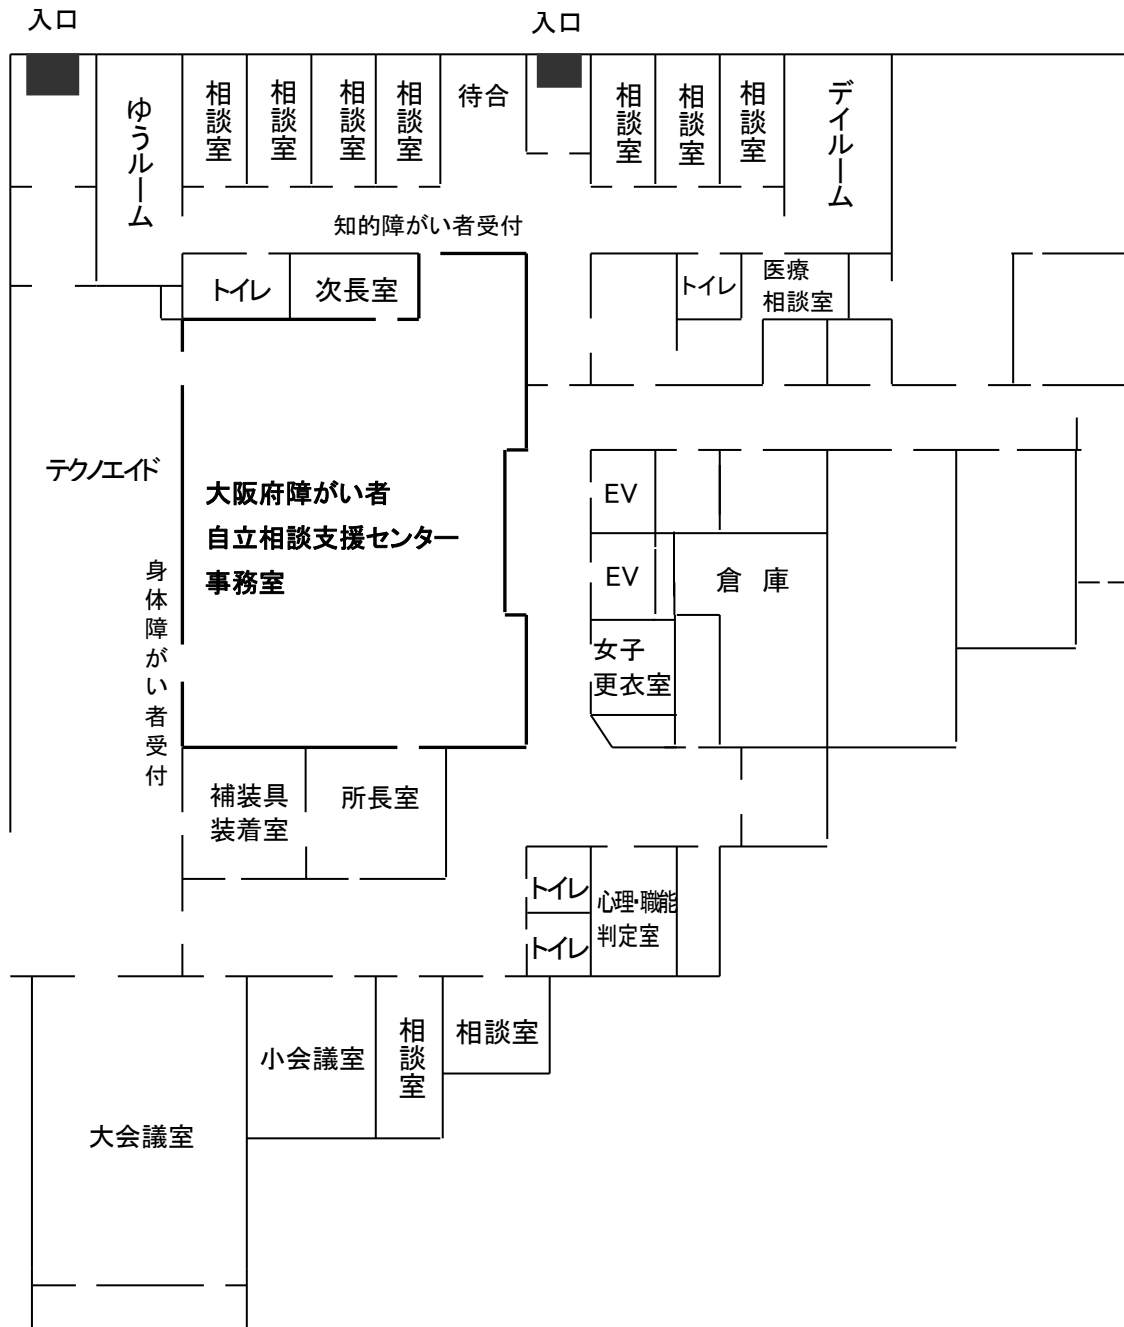 入口
入口
ゆうルーム
相談室
相談室
相談室
相談室
待合
相談室
相談室
相談室
デイルーム
知的障がい者受付
トイレ
次長室
トイレ
医療
相談室
テクノエイド
大阪府障がい者
自立相談支援センター
事務室
EV
EV
倉 庫
身体障がい者受付
女子
更衣室
補装具
装着室
所長室
トイレ
トイレ
心理・職能
判定室
小会議室
相談室
相談室
大会議室